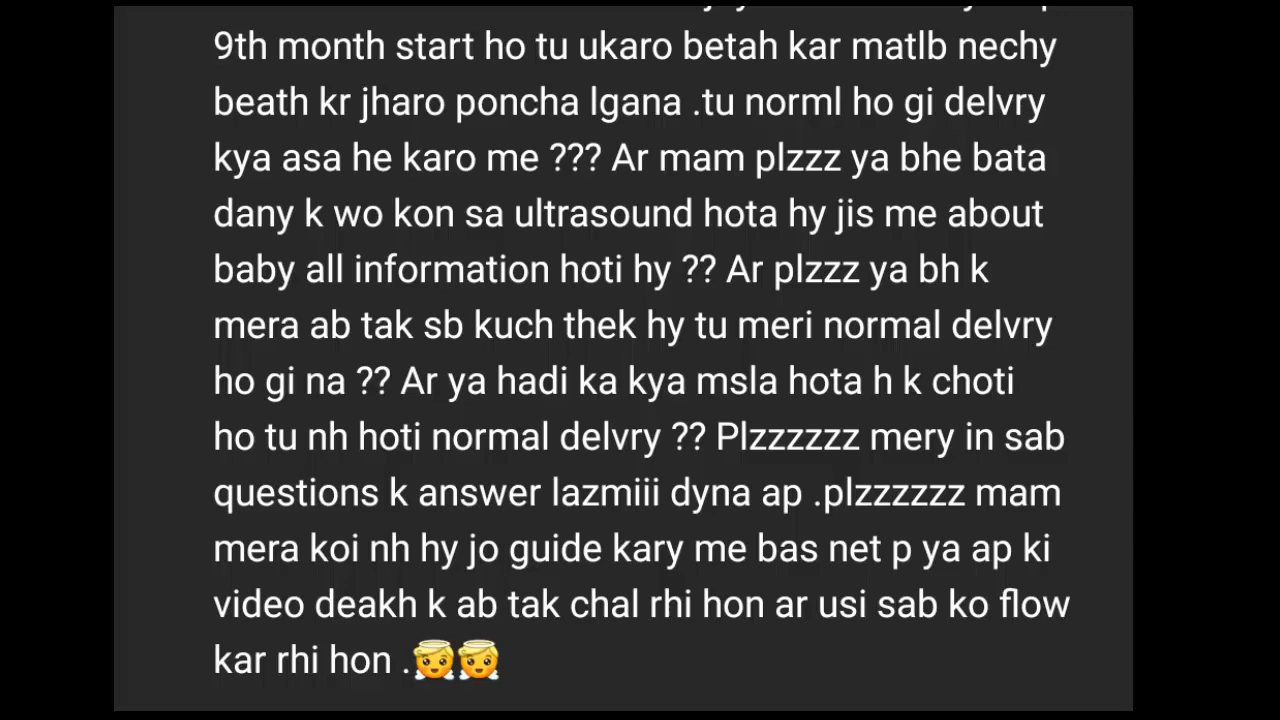 9th month start ho tu ukaro betah kar matlb nechy
beath kr jharo poncha lgana .tu norml ho gi delvry
kya asa he karo me ??? Ar mam plzzz ya bhe bata
dany k wo kon sa ultrasound hota hy jis me about
baby all information hoti hy ?? Ar plzzz ya bh k
mera ab tak sb kuch thek hy tu meri normal delvry
ho gi na ?? Ar ya hadi ka kya msla hota h k choti
ho tu nh hoti normal delvry ?? Plzzzzzz mery in sab
questions k answer lazmiii dyna ap .plzzzzzz mam
mera koi nh hy jo guide kary me bas net p ya ap ki
video deakh k ab tak chal rhi hon ar usi sab ko flow
kar rhi hon .😇😇